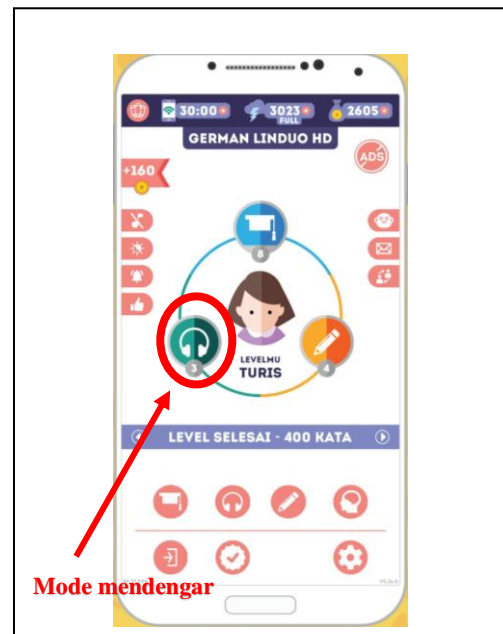 30:00
3023
FULL
2605
GERMAN LINDUO HD
ADS
+160
8
3
4
LEVELMU
TURIS
LEVEL SELESAI - 400 KATA
Mode mendengar